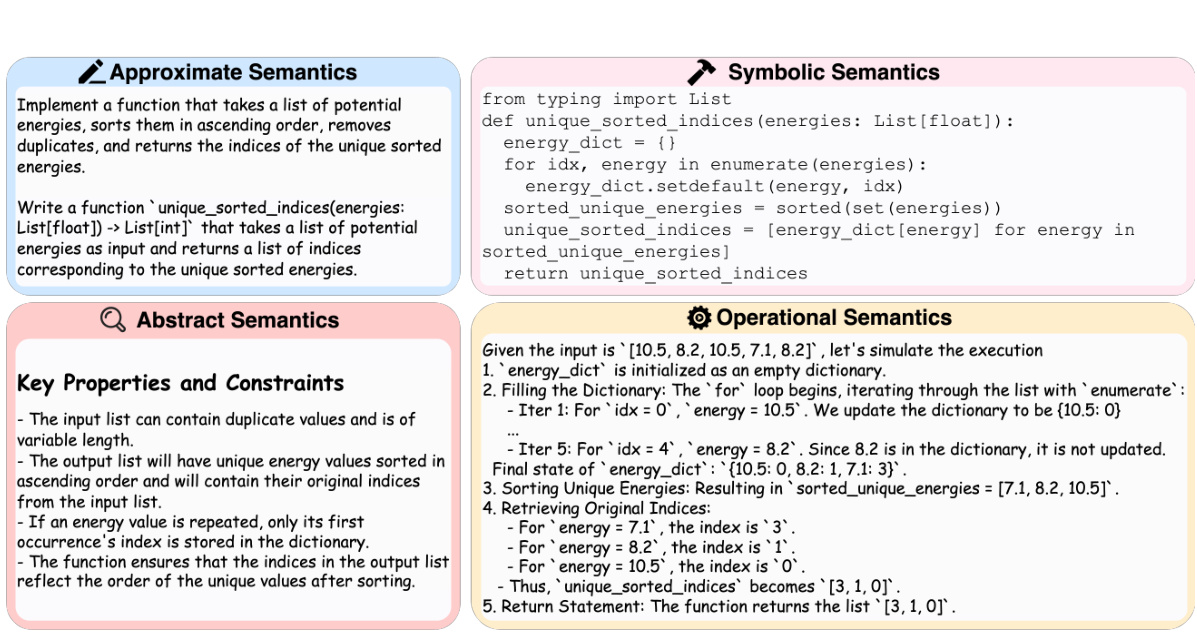 Approximate Semantics
Implement a function that takes a list of potential
energies, sorts them in ascending order, removes
duplicates, and returns the indices of the unique sorted
energies.
Write a function `unique_sorted_indices(energies:
List[float]) -> List[int]` that takes a list of potential
energies as input and returns a list of indices
corresponding to the unique sorted energies.
Symbolic Semantics
from typing import List
def unique_sorted_indices(energies: List[float]):
  energy_dict = {}
  for idx, energy in enumerate(energies):
    energy_dict.setdefault(energy, idx)
  sorted_unique_energies = sorted(set(energies))
  unique_sorted_indices = [energy_dict[energy] for energy in
sorted_unique_energies]
  return unique_sorted_indices
Abstract Semantics
Key Properties and Constraints
- The input list can contain duplicate values and is of
variable length.
- The output list will have unique energy values sorted in
ascending order and will contain their original indices
from the input list.
- If an energy value is repeated, only its first
occurrence's index is stored in the dictionary.
- The function ensures that the indices in the output list
reflect the order of the unique values after sorting.
Operational Semantics
Given the input is `[10.5, 8.2, 10.5, 7.1, 8.2]`, let's simulate the execution
1. `energy_dict` is initialized as an empty dictionary.
2. Filling the Dictionary: The `for` loop begins, iterating through the list with `enumerate`:
- Iter 1: For `idx = 0`, `energy = 10.5`. We update the dictionary to be {10.5: 0}
...
- Iter 5: For `idx = 4`, `energy = 8.2`. Since 8.2 is in the dictionary, it is not updated.
Final state of `energy_dict`: `{10.5: 0, 8.2: 1, 7.1: 3}`.
3. Sorting Unique Energies: Resulting in `sorted_unique_energies = [7.1, 8.2, 10.5]`.
4. Retrieving Original Indices:
- For `energy = 7.1`, the index is `3`.
- For `energy = 8.2`, the index is `1`.
- For `energy = 10.5`, the index is `0`.
- Thus, `unique_sorted_indices` becomes `[3, 1, 0]`.
5. Return Statement: The function returns the list `[3, 1, 0]`.